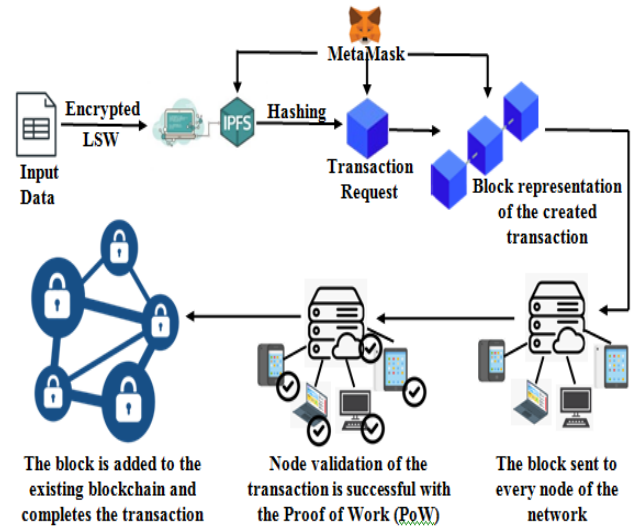 MetaMask
Encrypted
LSW
IPFS
Hashing
Input
Data
Transaction
Request
Block representation
of the created
transaction
The block is added to the
existing blockchain and
completes the transaction
Node validation of the
transaction is successful with
the Proof of Work (PoW)
The block sent to
every node of the
network